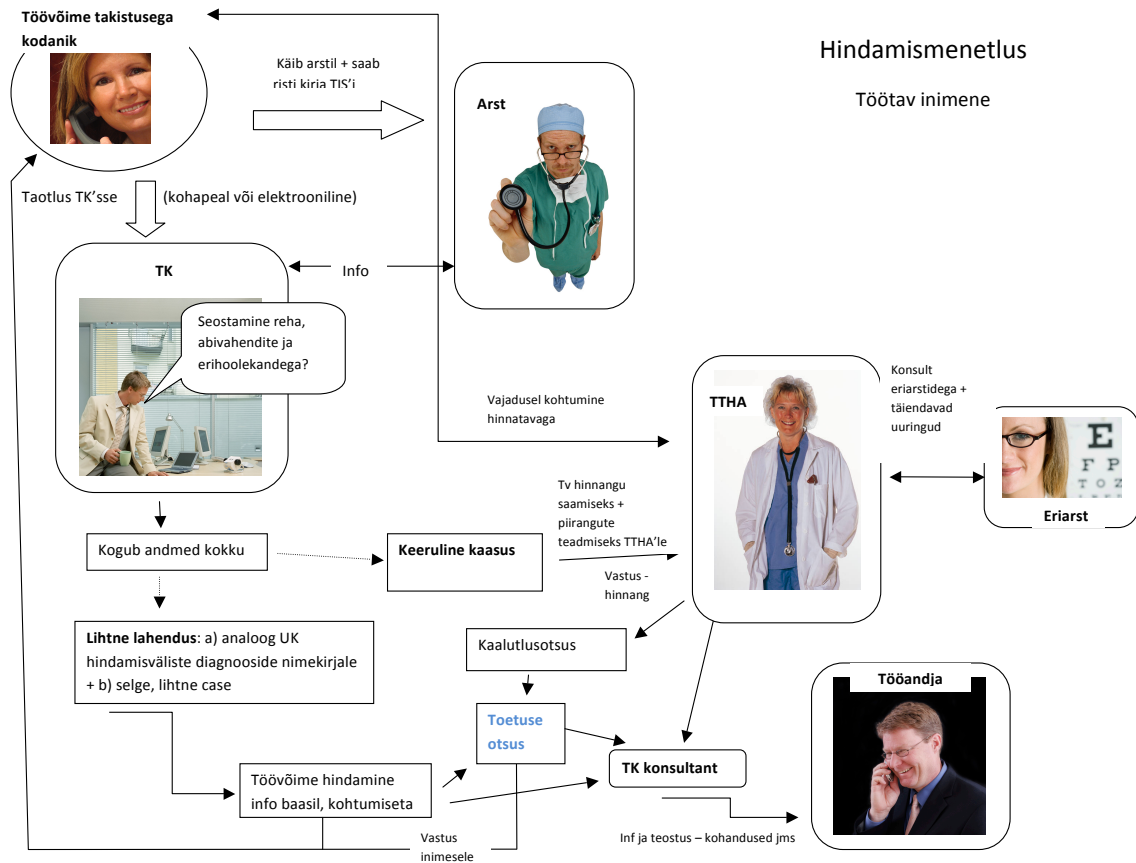 Töövõime takistusega
kodanik
Hindamismenetlus
Töötav inimene
Käib arstil + saab
risti kirja TIS'i
Arst
Taotlus TK'sse
(kohapeal või elektrooniline)
TK
Info
Seostamine reha,
abivahendite ja
erihoolekandega?
Vajadusel kohtumine
hinnatavaga
TTHA
Konsult
eriarstidega +
täiendavad
uuringud
E
F P
T O Z
Eriarst
Kogub andmed kokku
Keeruline kaasus
Tv hinnangu
saamiseks +
piirangute
teadmiseks TTHA'le
Vastus -
hinnang
Lihtne lahendus: a) analoog UK
hindamisväliste diagnooside nimekirjale
+ b) selge, lihtne case
Kaalutlusotsus
Toetuse
otsus
Tööandja
Töövõime hindamine
info baasil, kohtumiseta
TK konsultant
Vastus
inimesele
Inf ja teostus – kohandused jms